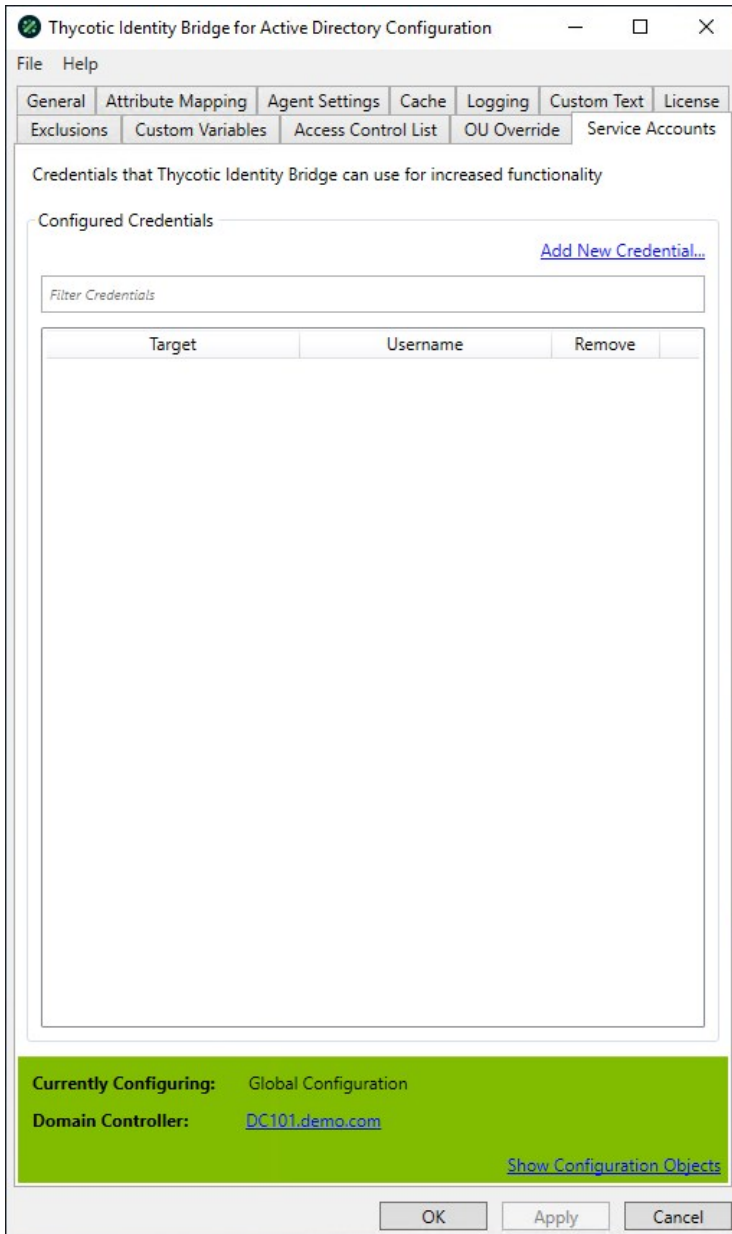 Thycotic Identity Bridge for Active Directory Configuration
File Help
General Attribute Mapping Agent Settings Cache Logging Custom Text License
Exclusions Custom Variables Access Control List OU Override Service Accounts
Credentials that Thycotic Identity Bridge can use for increased functionality
Configured Credentials
Add New Credential...
Filter Credentials
Target Username Remove
Currently Configuring: Global Configuration
Domain Controller: DC101.demo.com
Show Configuration Objects
OK Apply Cancel